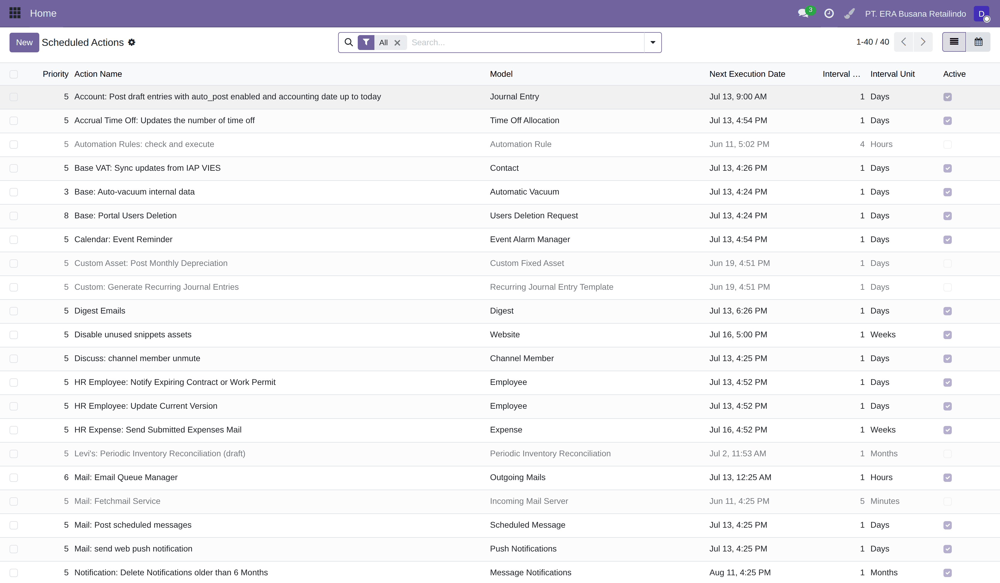 Home 3 PT. ERA Busana Retailindo D
New Scheduled Actions All Search... 1-40 / 40
Priority Action Name Model Next Execution Date Interval ... Interval Unit Active
5 Account: Post draft entries with auto_post enabled and accounting date up to today Journal Entry Jul 13, 9:00 AM 1 Days
5 Accrual Time Off: Updates the number of time off Time Off Allocation Jul 13, 4:54 PM 1 Days
5 Automation Rules: check and execute Automation Rule Jun 11, 5:02 PM 4 Hours
5 Base VAT: Sync updates from IAP VIES Contact Jul 13, 4:26 PM 1 Days
3 Base: Auto-vacuum internal data Automatic Vacuum Jul 13, 4:24 PM 1 Days
8 Base: Portal Users Deletion Users Deletion Request Jul 13, 4:24 PM 1 Days
5 Calendar: Event Reminder Event Alarm Manager Jul 13, 4:54 PM 1 Days
5 Custom Asset: Post Monthly Depreciation Custom Fixed Asset Jun 19, 4:51 PM 1 Days
5 Custom: Generate Recurring Journal Entries Recurring Journal Entry Template Jun 19, 4:51 PM 1 Days
5 Digest Emails Digest Jul 13, 6:26 PM 1 Days
5 Disable unused snippets assets Website Jul 16, 5:00 PM 1 Weeks
5 Discuss: channel member unmute Channel Member Jul 13, 4:25 PM 1 Days
5 HR Employee: Notify Expiring Contract or Work Permit Employee Jul 13, 4:52 PM 1 Days
5 HR Employee: Update Current Version Employee Jul 13, 4:52 PM 1 Days
5 HR Expense: Send Submitted Expenses Mail Expense Jul 16, 4:52 PM 1 Weeks
5 Levi's: Periodic Inventory Reconciliation (draft) Periodic Inventory Reconciliation Jul 2, 11:53 AM 1 Months
6 Mail: Email Queue Manager Outgoing Mails Jul 13, 12:25 AM 1 Hours
5 Mail: Fetchmail Service Incoming Mail Server Jun 11, 4:25 PM 5 Minutes
5 Mail: Post scheduled messages Scheduled Message Jul 13, 4:25 PM 1 Days
5 Mail: send web push notification Push Notifications Jul 13, 4:25 PM 1 Days
5 Notification: Delete Notifications older than 6 Months Message Notifications Aug 11, 4:25 PM 1 Months